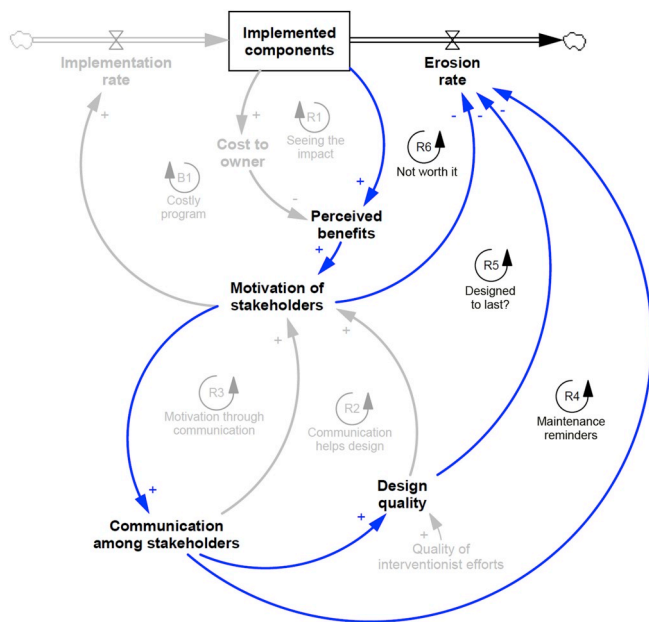 Implemented
components
Implementation
rate
Erosion
rate
+
R1
Seeing the
impact
Cost to
owner
-
-
-
R6
Not worth it
+
B1
Costly
program
+
-
Perceived
benefits
+
R5
Designed
to last?
Motivation of
stakeholders
+
+
R3
Motivation through
communication
R2
Communication
helps design
R4
Maintenance
reminders
Design
quality
+
Communication
among stakeholders
+
+
Quality of
interventionist efforts